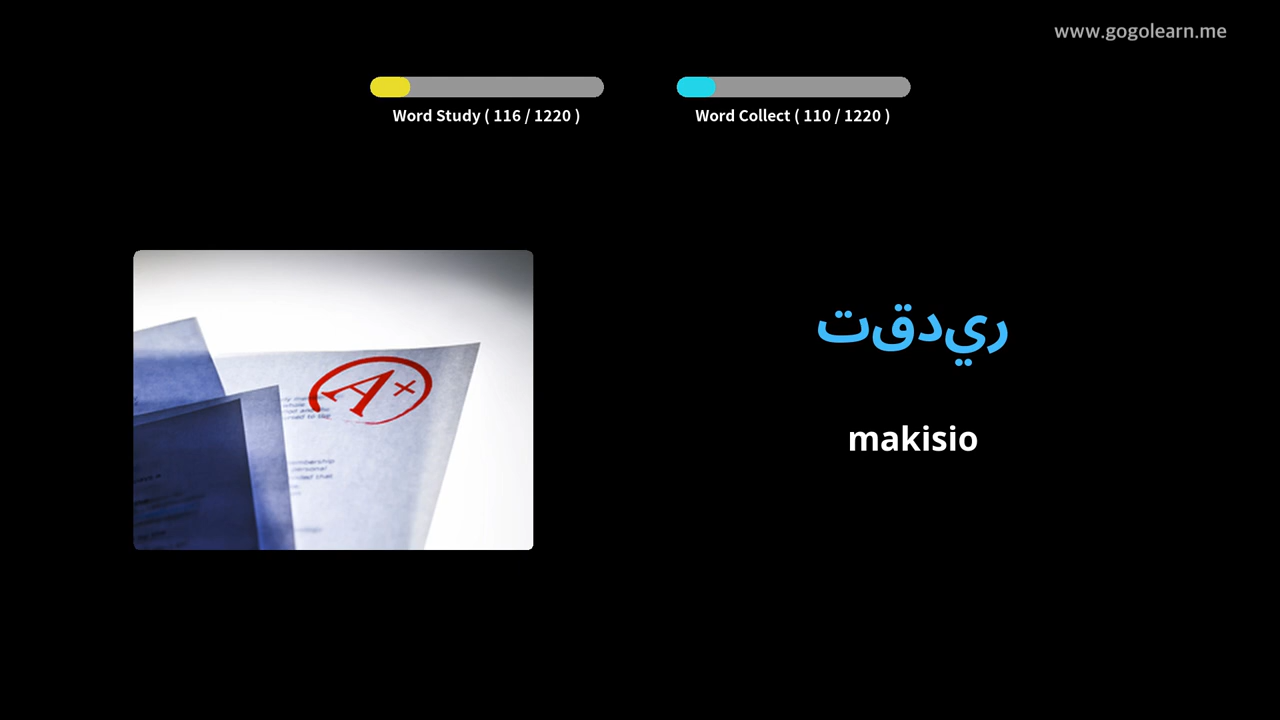 www.gogolearn.me
Word Study ( 116 / 1220 )
Word Collect ( 110 / 1220 )
A+
تقدير
makisio